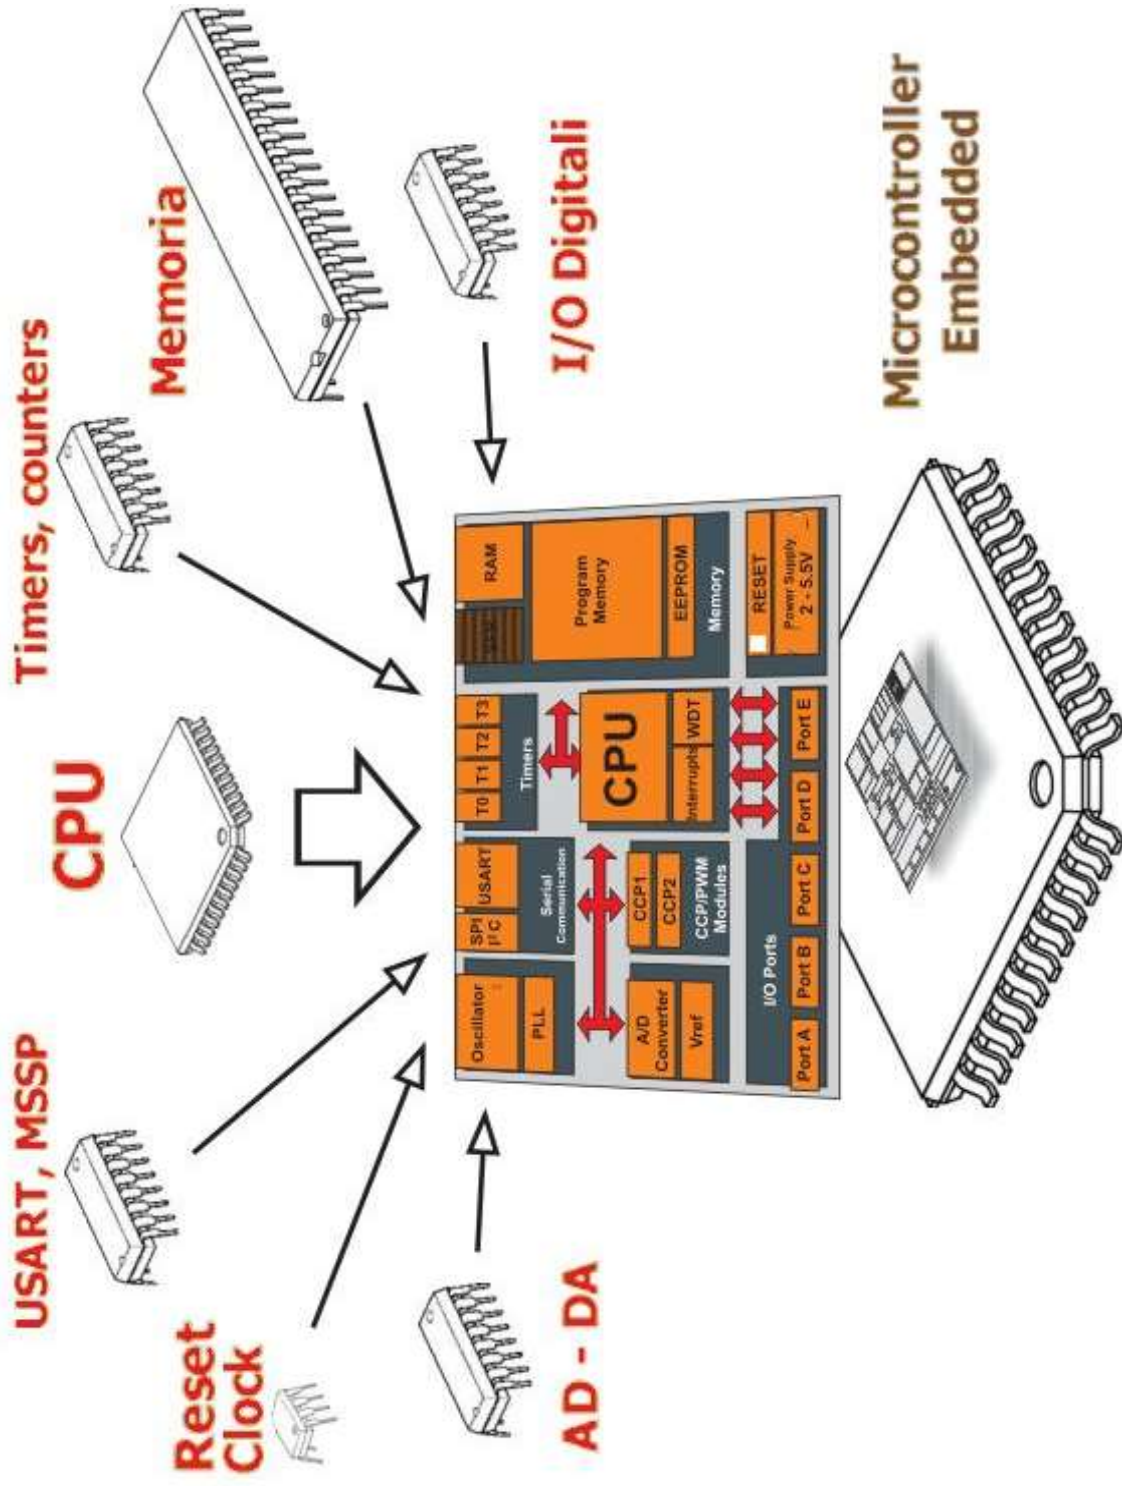 CPU
USART, MSSP
Timers, counters
Reset
Clock
Memoria
AD - DA
I/O Digitali
Oscillator
PLL
SPI
I²C
USART
Serial
Communication
T0
T1
T2
T3
Timers
RAM
Program
Memory
EEPROM
Memory
CPU
Interrupts
WDT
A/D
Converter
Vref
CCP1
CCP2
CCP/PWM
Modules
I/O Ports
Port A
Port B
Port C
Port D
Port E
RESET
Power Supply
2 - 5.5V
Microcontroller
Embedded